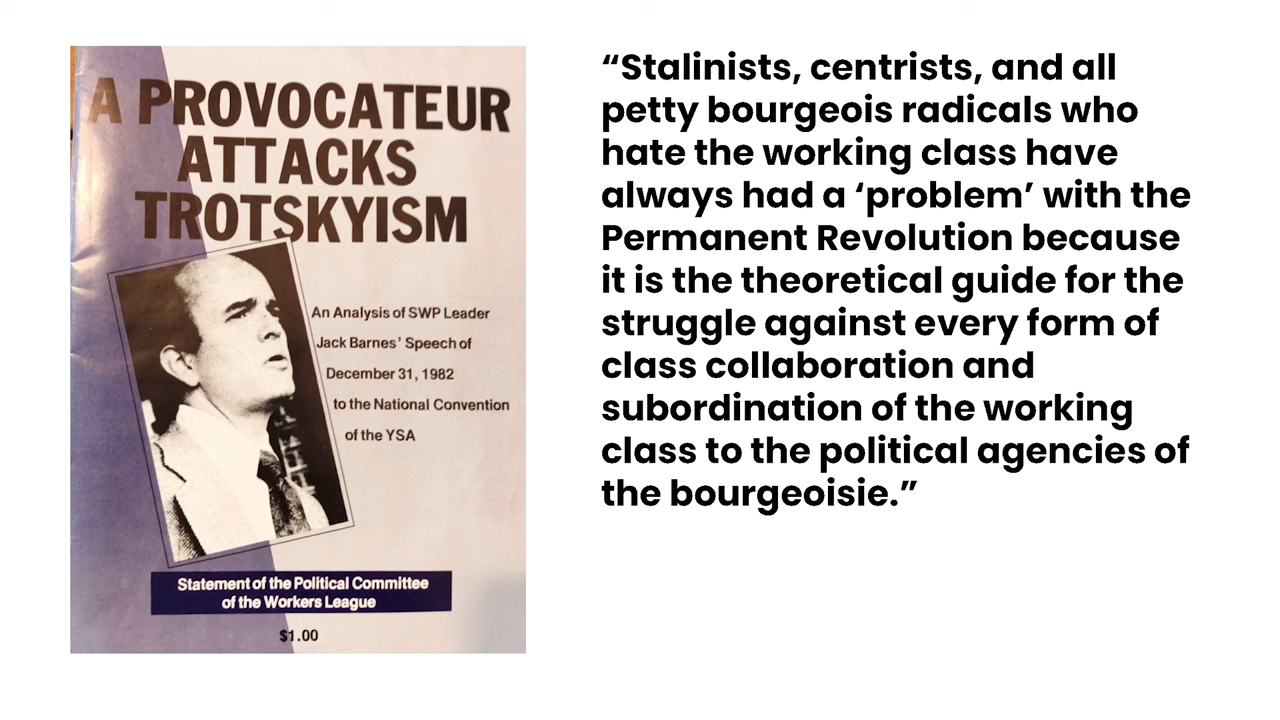 A PROVOCATEUR
ATTACKS
TROTSKYISM
An Analysis of SWP Leader
Jack Barnes' Speech of
December 31, 1982
to the National Convention
of the YSA
Statement of the Political Committee
of the Workers League
$1.00
“Stalinists, centrists, and all
petty bourgeois radicals who
hate the working class have
always had a ‘problem’ with the
Permanent Revolution because
it is the theoretical guide for the
struggle against every form of
class collaboration and
subordination of the working
class to the political agencies of
the bourgeoisie.”